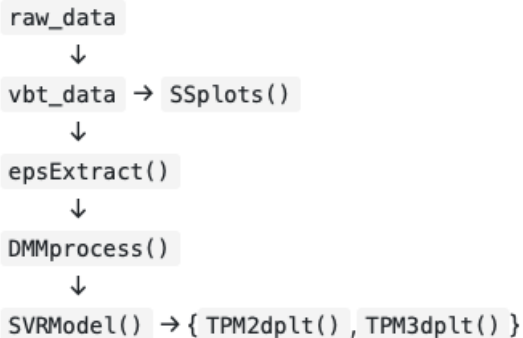 raw_data
↓
vbt_data → SSplots()
↓
epsExtract()
↓
DMMprocess()
↓
SVRModel() → { TPM2dplt() , TPM3dplt() }